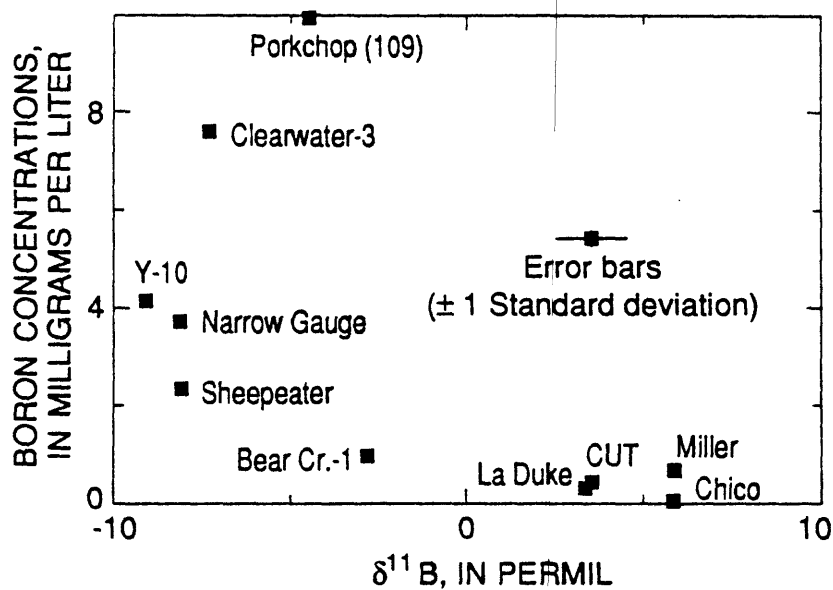 BORON CONCENTRATIONS,
IN MILLIGRAMS PER LITER
8
4
0
Porkchop (109)
Clearwater-3
Error bars
(± 1 Standard deviation)
Y-10
Narrow Gauge
Sheepeater
Bear Cr.-1
La Duke
CUT
Miller
Chico
-10
0
10
δ¹¹ B, IN PERMIL